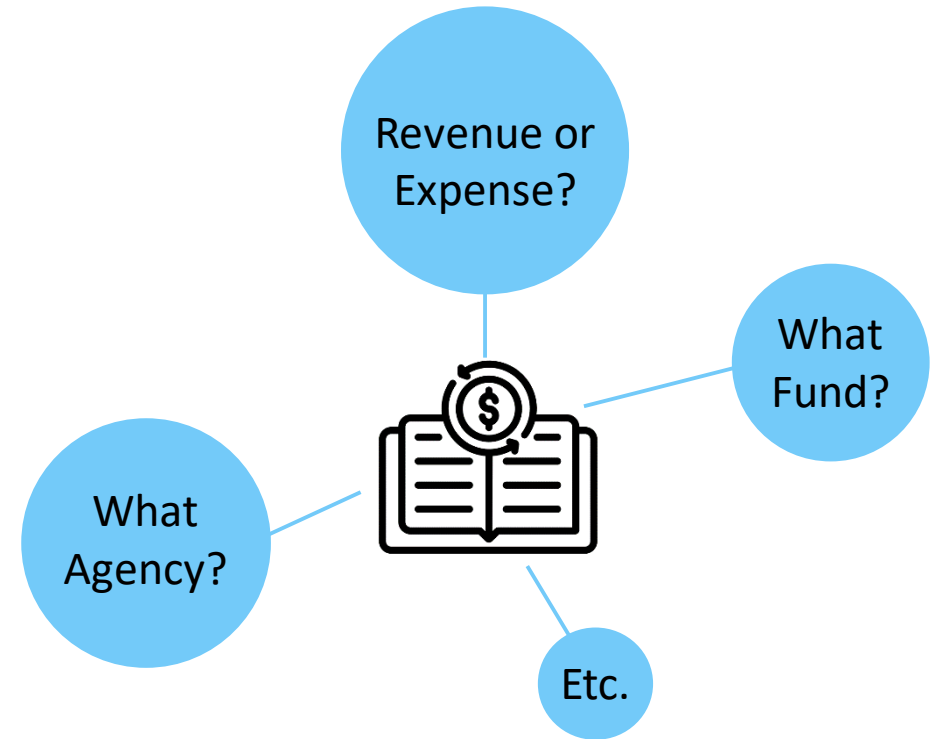 Revenue or
Expense?
What
Fund?
$
What
Agency?
Etc.